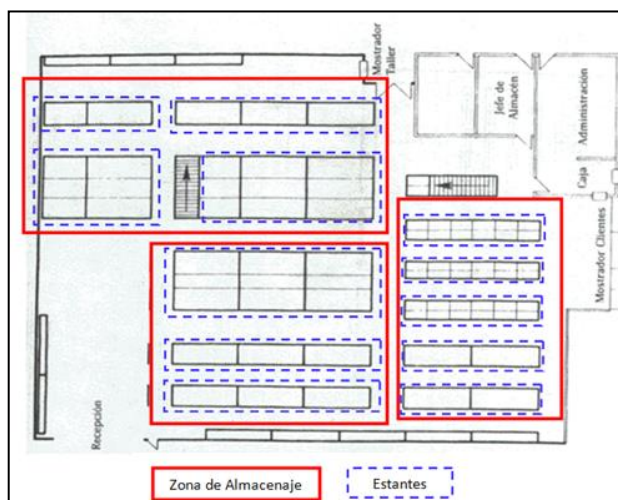 Mostrador
Taller
Jefe de
Almacén
Administración
Caja
Mostrador Clientes
Recepción
Zona de Almacenaje
Estantes